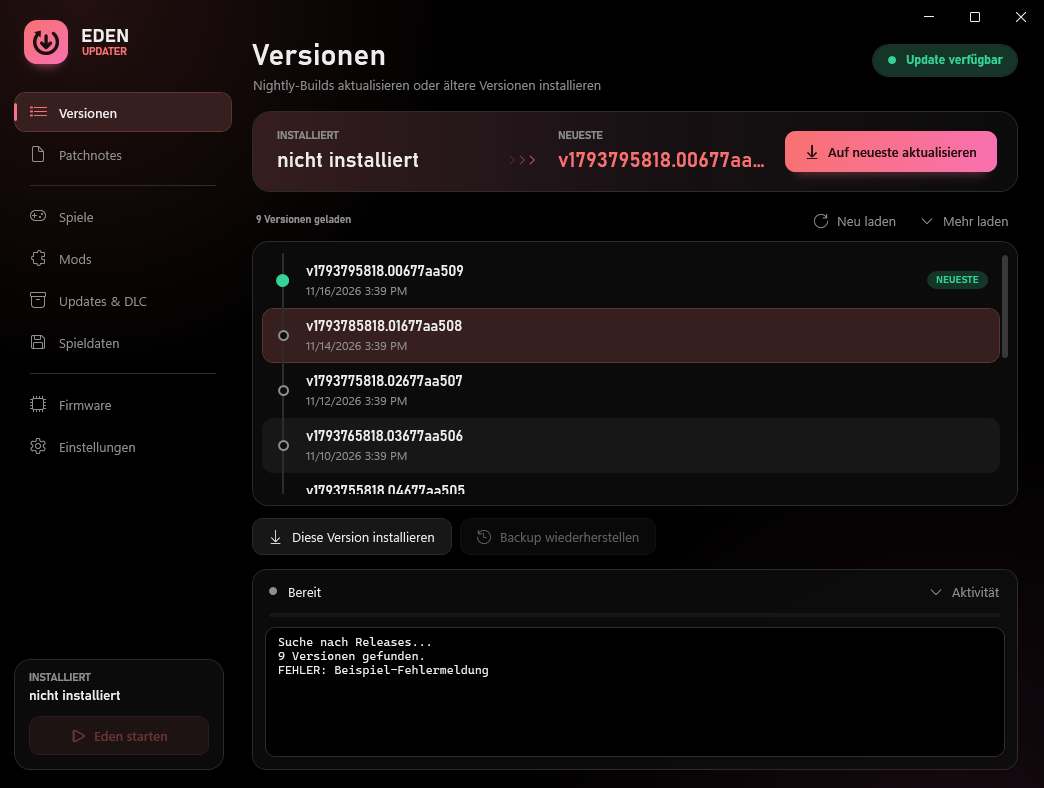 EDEN
UPDATER
Versionen
Patchnotes
Spiele
Mods
Updates & DLC
Spieldaten
Firmware
Einstellungen
INSTALLIERT
nicht installiert
Eden starten
Versionen
Nightly-Builds aktualisieren oder ältere Versionen installieren
Update verfügbar
INSTALLIERT
nicht installiert
NEUESTE
v1793795818.00677aa...
Auf neueste aktualisieren
9 Versionen geladen
Neu laden
Mehr laden
v1793795818.00677aa509
11/16/2026 3:39 PM
NEUESTE
v1793785818.01677aa508
11/14/2026 3:39 PM
v1793775818.02677aa507
11/12/2026 3:39 PM
v1793765818.03677aa506
11/10/2026 3:39 PM
v1793755818.04677aa505
Diese Version installieren
Backup wiederherstellen
Bereit
Aktivität
Suche nach Releases...
9 Versionen gefunden.
FEHLER: Beispiel-Fehlermeldung